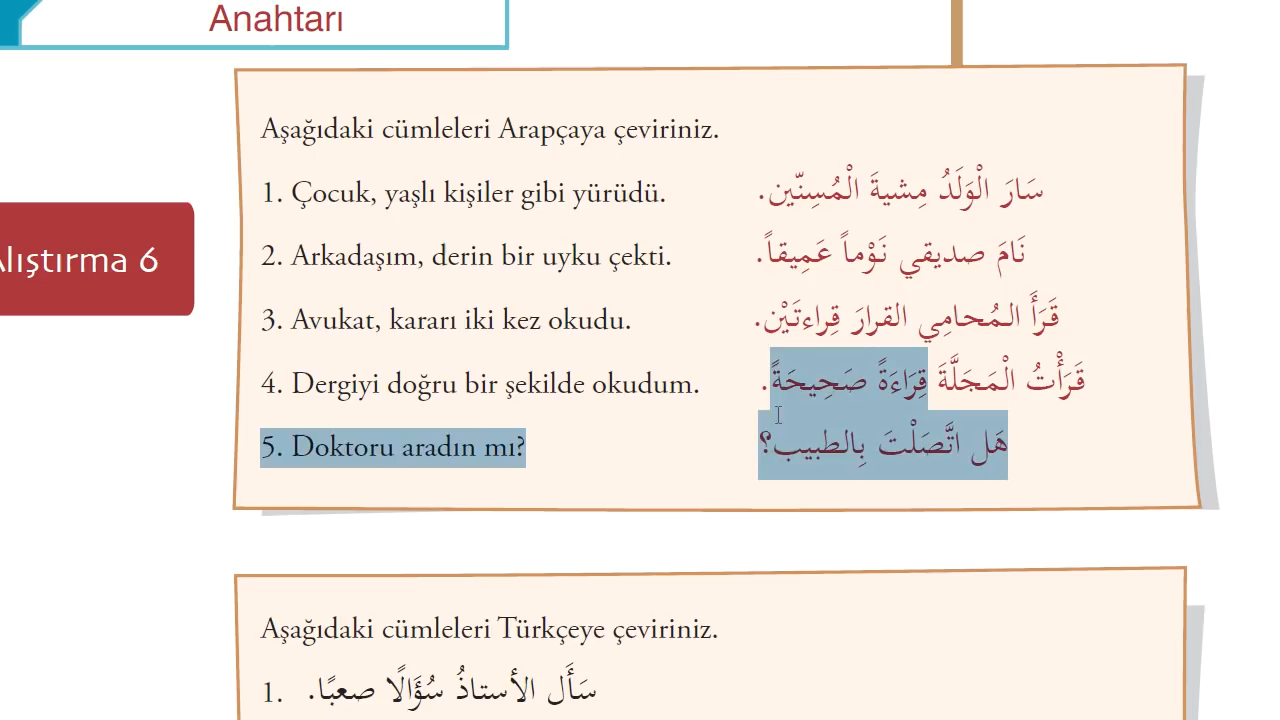 Anahtarı
Aşağıdaki cümleleri Arapçaya çeviriniz.
1. Çocuk, yaşlı kişiler gibi yürüdü. سَارَ الْوَلَدُ مِشيةَ الْمُسِنّين.
2. Arkadaşım, derin bir uyku çekti. نَامَ صديقي نَوْماً عَمِيقاً.
Alıştırma 6
3. Avukat, kararı iki kez okudu. قَرَأَ الـمُحامِي القرارَ قِراءتَيْن.
4. Dergiyi doğru bir şekilde okudum. قَرَأْتُ الْمَجَلَّةَ قِرَاءَةً صَحِيحَةً.
5. Doktoru aradın mı? هَل اتَّصَلْتَ بِالطبيب؟
Aşağıdaki cümleleri Türkçeye çeviriniz.
1. سَأَل الأستاذُ سُؤَالًا صعبًا.